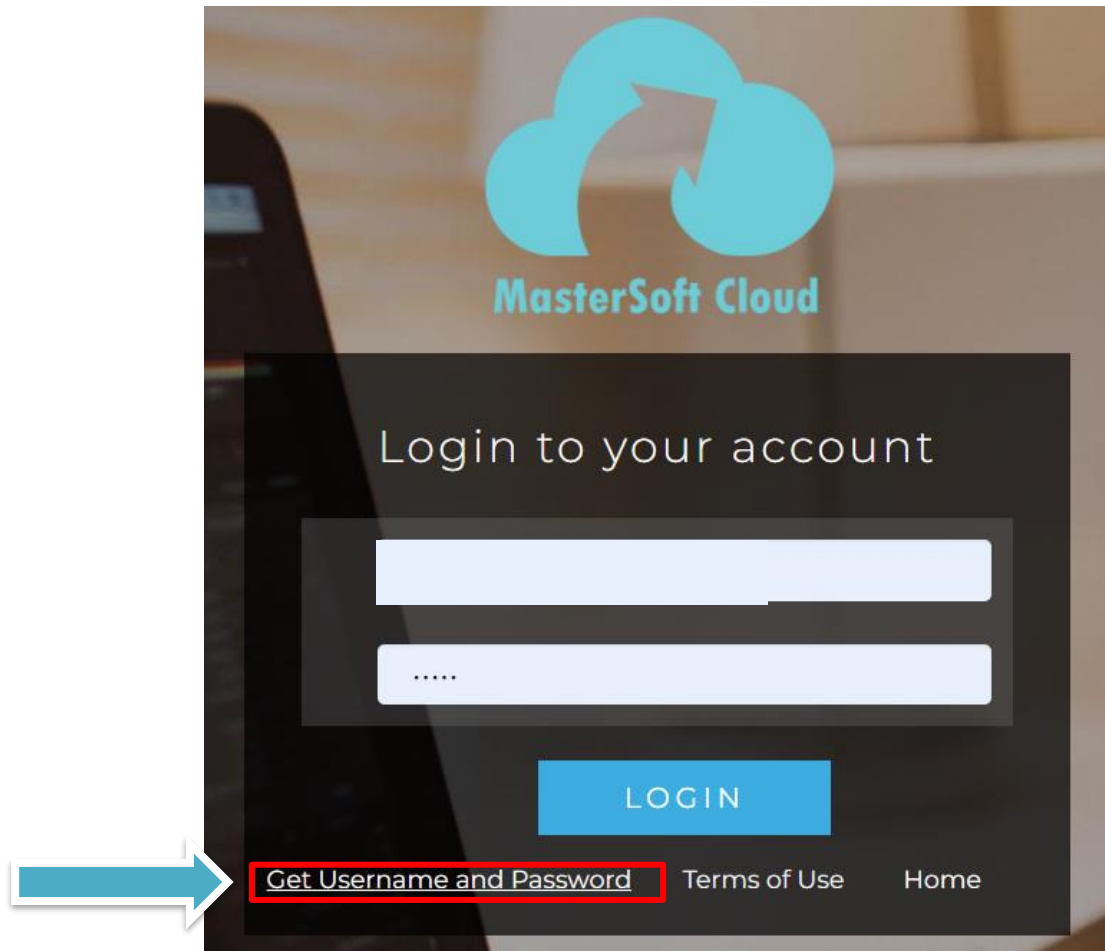 MasterSoft Cloud
Login to your account
.....
LOGIN
Get Username and Password Terms of Use Home